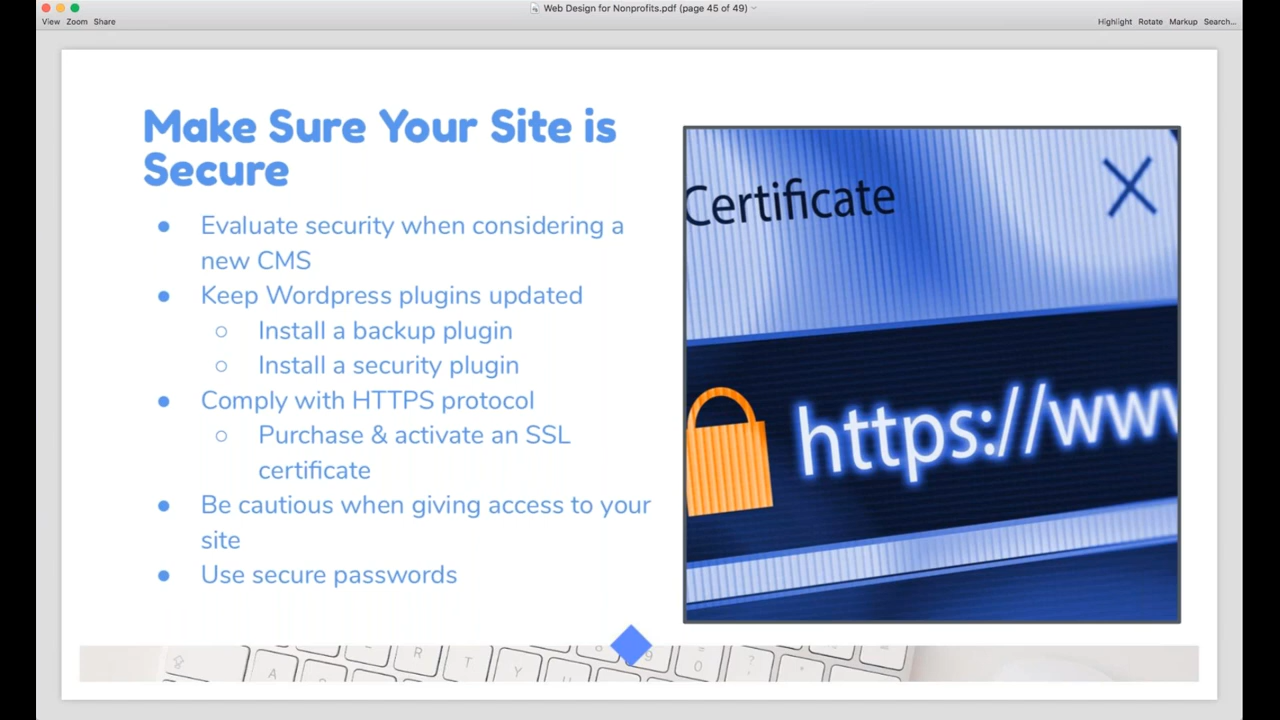 Web Design for Nonprofits.pdf (page 45 of 49)
View Zoom Share
Highlight Rotate Markup Search...
Make Sure Your Site is
Secure
● Evaluate security when considering a
new CMS
● Keep Wordpress plugins updated
○ Install a backup plugin
○ Install a security plugin
● Comply with HTTPS protocol
○ Purchase & activate an SSL
certificate
● Be cautious when giving access to your
site
● Use secure passwords
Certificate
https://www
R
T
Y
A
9
0
?